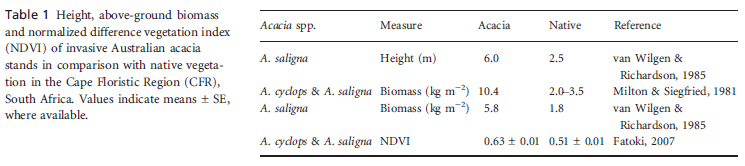 Table 1 Height, above-ground biomass
and normalized difference vegetation index
(NDVI) of invasive Australian acacia
stands in comparison with native vegeta-
tion in the Cape Floristic Region (CFR),
South Africa. Values indicate means ± SE,
where available.
Acacia spp. Measure Acacia Native Reference
A. saligna Height (m) 6.0 2.5 van Wilgen &
Richardson, 1985
A. cyclops & A. saligna Biomass (kg m−2) 10.4 2.0–3.5 Milton & Siegfried, 1981
A. saligna Biomass (kg m−2) 5.8 1.8 van Wilgen &
Richardson, 1985
A. cyclops & A. saligna NDVI 0.63 ± 0.01 0.51 ± 0.01 Fatoki, 2007